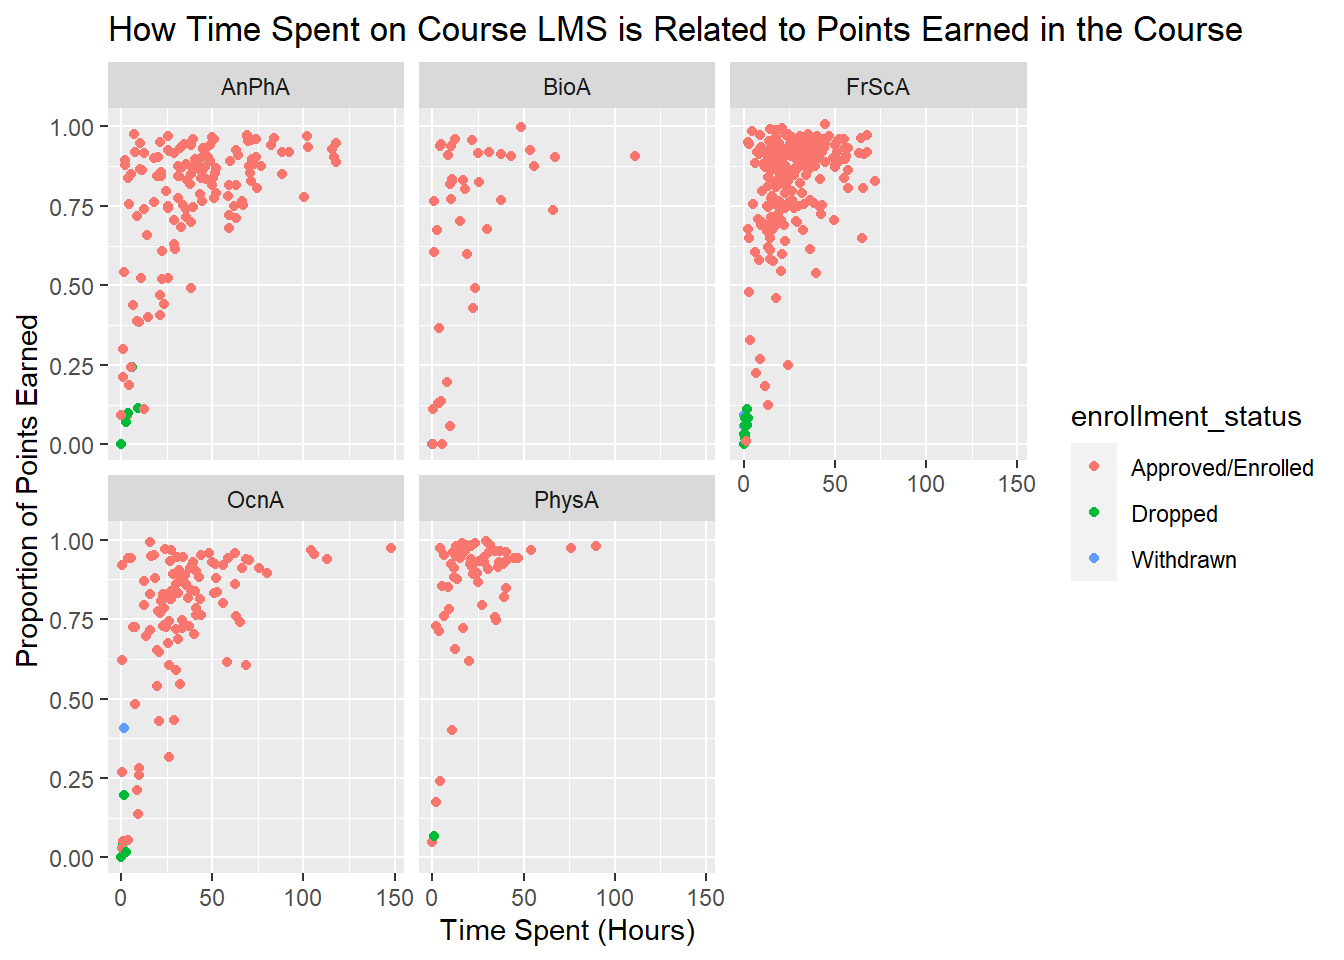 How Time Spent on Course LMS is Related to Points Earned in the Course
AnPhA
BioA
FrScA
1.00
0.75
0.50
0.25
0.00
0 50 100 150
OcnA
PhysA
1.00
0.75
0.50
0.25
0.00
0 50 100 150
0 50 100 150
Proportion of Points Earned
Time Spent (Hours)
enrollment_status
Approved/Enrolled
Dropped
Withdrawn